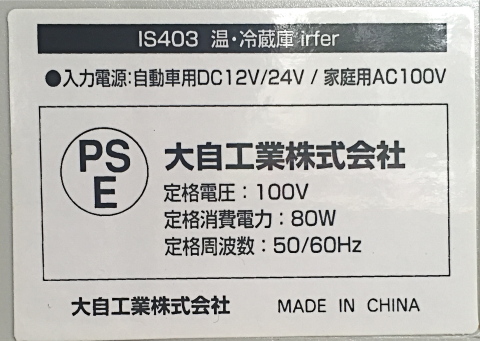 IS403 温・冷蔵庫 irfer
●入力電源:自動車用DC12V/24V / 家庭用AC100V
PS
E
大自工業株式会社
定格電圧：100V
定格消費電力：80W
定格周波数：50/60Hz
大自工業株式会社 MADE IN CHINA